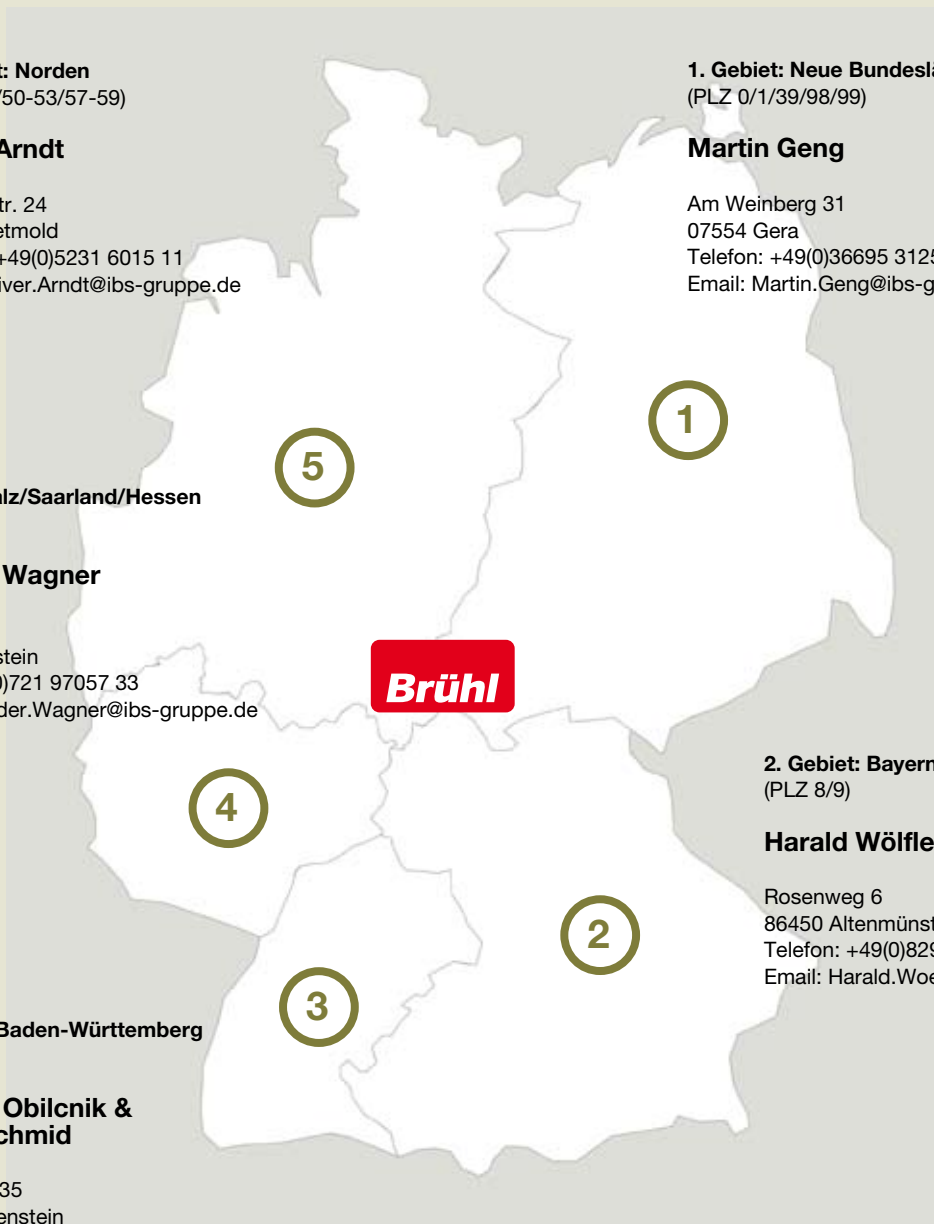 t: Norden
/50-53/57-59)
Arndt
tr. 24
etmold
+49(0)5231 6015 11
iver.Arndt@ibs-gruppe.de
1. Gebiet: Neue Bundeslä
(PLZ 0/1/39/98/99)
Martin Geng
Am Weinberg 31
07554 Gera
Telefon: +49(0)36695 3125
Email: Martin.Geng@ibs-g
1
5
alz/Saarland/Hessen
Wagner
stein
0)721 97057 33
der.Wagner@ibs-gruppe.de
Brühl
4
2. Gebiet: Bayern
(PLZ 8/9)
Harald Wölfle
Rosenweg 6
86450 Altenmünst
Telefon: +49(0)829
Email: Harald.Woe
2
3
Baden-Württemberg
Obilcnik &
chmid
35
enstein